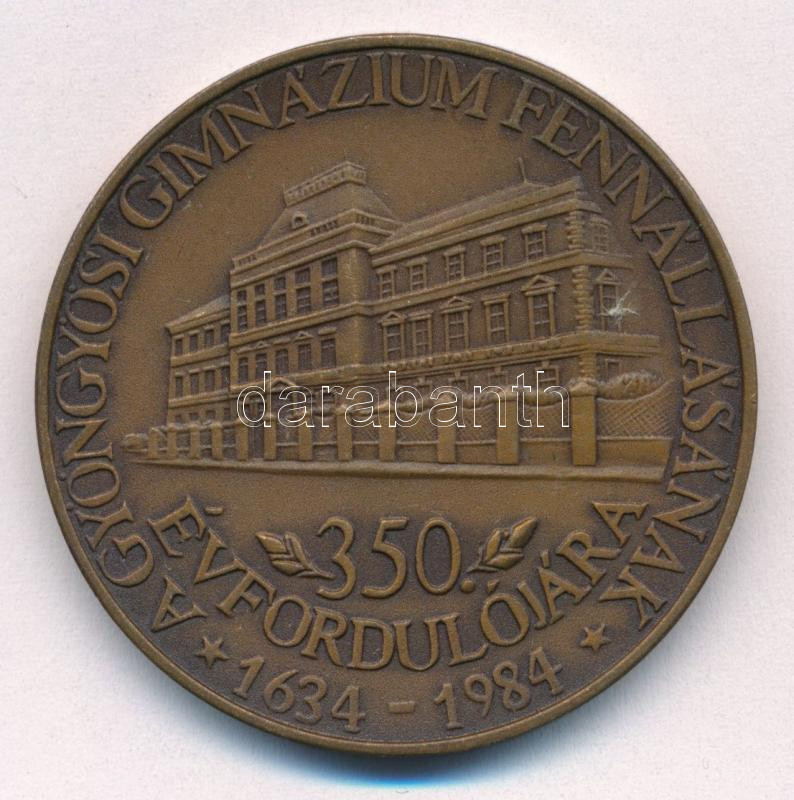 A GYÖNGYÖSI GIMNÁZIUM FENNÁLLÁSÁNAK
350.
ÉVFORDULÓJÁRA
1634 - 1984
darabanth